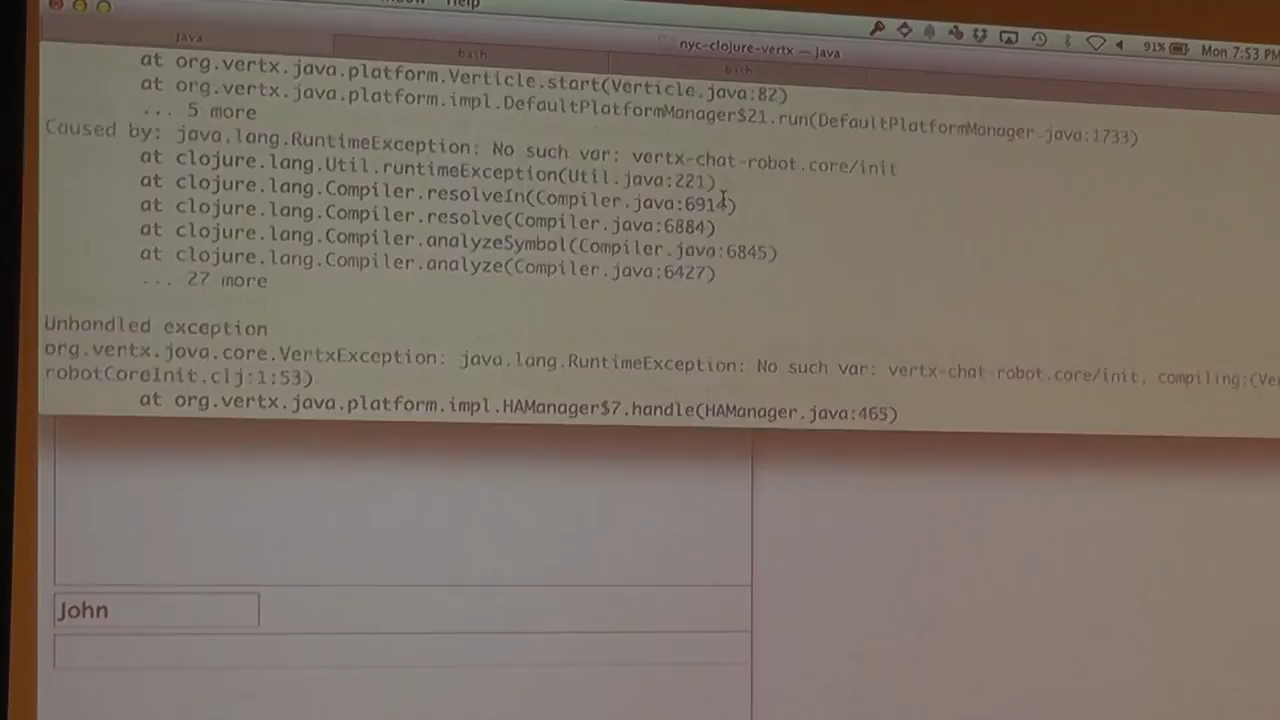 Help
nyc-clojure-vertx — java
91%
Mon 7:53 PM
java
bash
bash
at org.vertx.java.platform.Verticle.start(Verticle.java:82)
at org.vertx.java.platform.impl.DefaultPlatformManager$21.run(DefaultPlatformManager.java:1733)
... 5 more
Caused by: java.lang.RuntimeException: No such var: vertx-chat-robot.core/init
at clojure.lang.Util.runtimeException(Util.java:221)
at clojure.lang.Compiler.resolveIn(Compiler.java:6914)
at clojure.lang.Compiler.resolve(Compiler.java:6884)
at clojure.lang.Compiler.analyzeSymbol(Compiler.java:6845)
at clojure.lang.Compiler.analyze(Compiler.java:6427)
... 27 more
Unhandled exception
org.vertx.java.core.VertxException: java.lang.RuntimeException: No such var: vertx-chat-robot.core/init, compiling:(Ve
robotCoreInit.clj:1:53)
at org.vertx.java.platform.impl.HAManager$7.handle(HAManager.java:465)
John